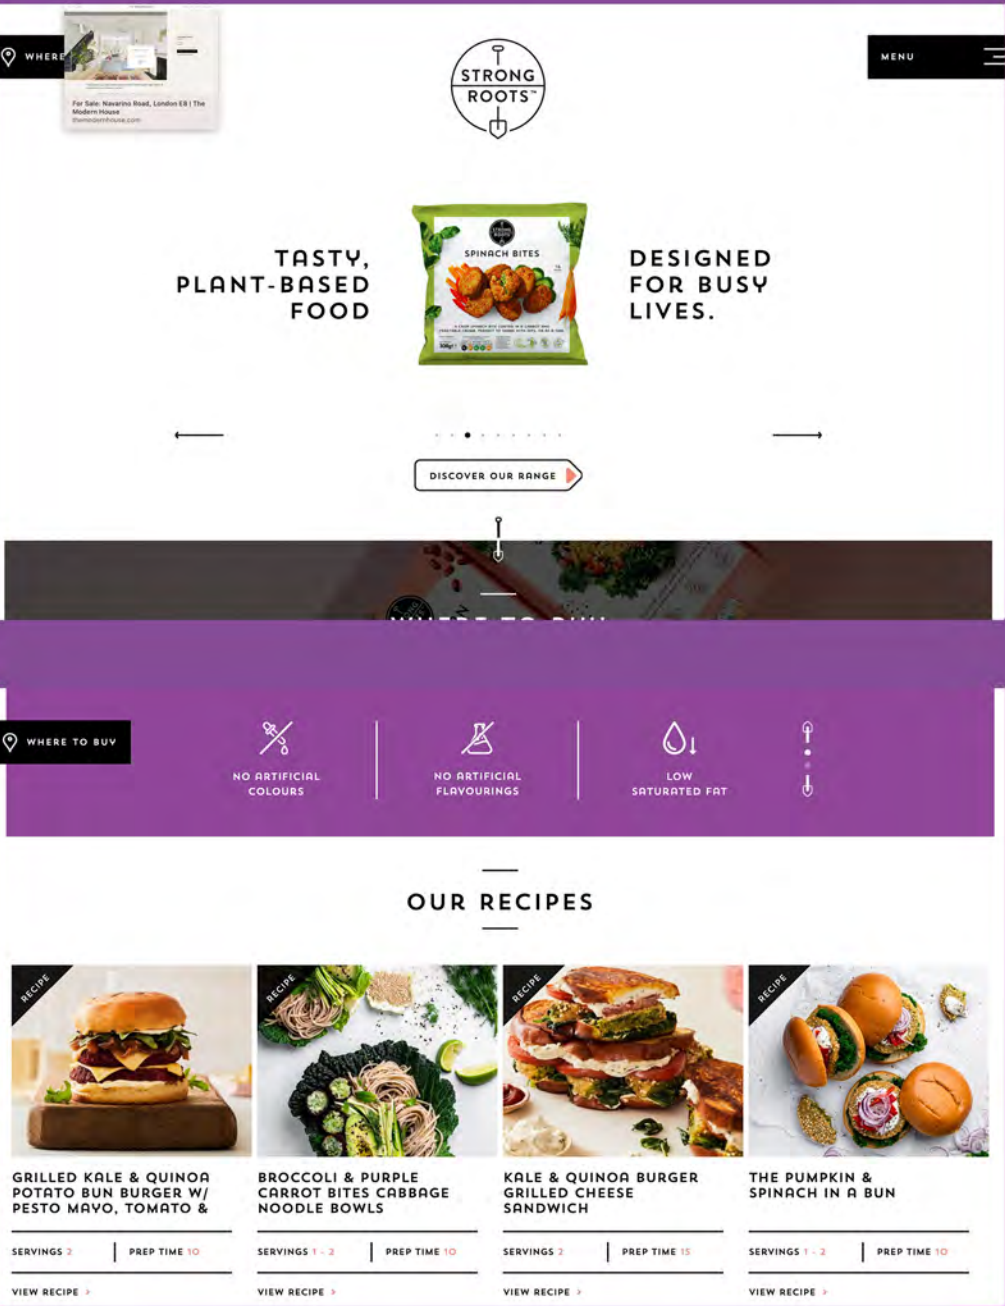 WHERE
For Sale: Navarino Road, London E8 | The
Modern House
themodernhouse.com
STRONG
ROOTS™
MENU
TASTY,
PLANT-BASED
FOOD
STRONG
ROOTS
SPINACH BITES
DESIGNED
FOR BUSY
LIVES.
DISCOVER OUR RANGE
WHERE TO BUY
WHERE TO BUY
NO ARTIFICIAL
COLOURS
NO ARTIFICIAL
FLAVOURINGS
LOW
SATURATED FAT
OUR RECIPES
RECIPE
RECIPE
RECIPE
RECIPE
GRILLED KALE & QUINOA
POTATO BUN BURGER W/
PESTO MAYO, TOMATO &
BROCCOLI & PURPLE
CARROT BITES CABBAGE
NOODLE BOWLS
KALE & QUINOA BURGER
GRILLED CHEESE
SANDWICH
THE PUMPKIN &
SPINACH IN A BUN
SERVINGS 2 PREP TIME 10
SERVINGS 1 - 2 PREP TIME 10
SERVINGS 2 PREP TIME 15
SERVINGS 1 - 2 PREP TIME 10
VIEW RECIPE >
VIEW RECIPE >
VIEW RECIPE >
VIEW RECIPE >